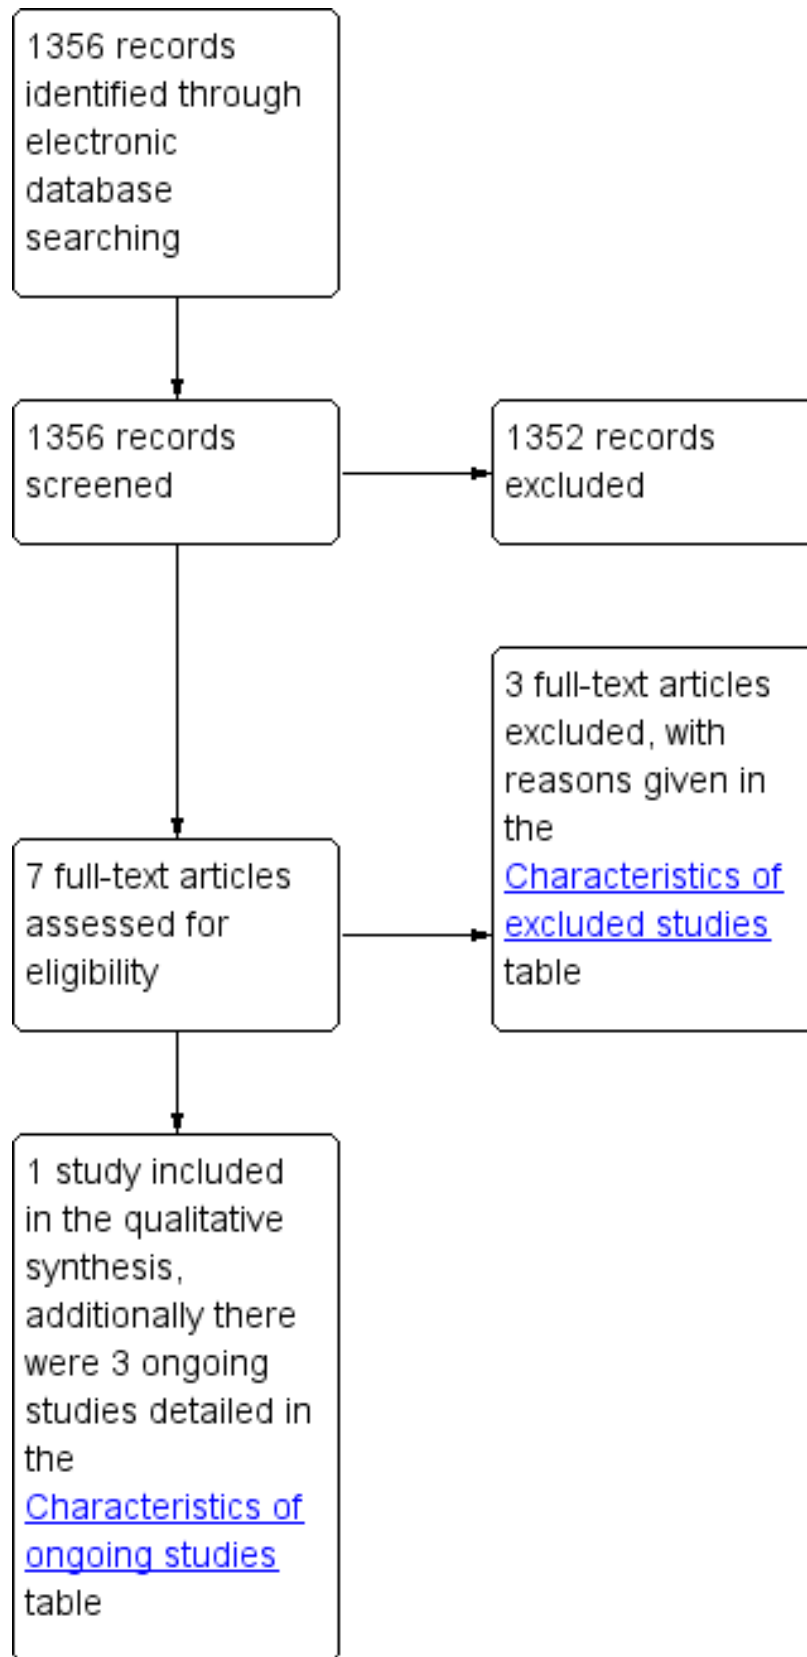 1356 records
identified through
electronic
database
searching
1356 records
screened
1352 records
excluded
3 full-text articles
excluded, with
reasons given in
the
Characteristics of
excluded studies
table
7 full-text articles
assessed for
eligibility
1 study included
in the qualitative
synthesis,
additionally there
were 3 ongoing
studies detailed in
the
Characteristics of
ongoing studies
table